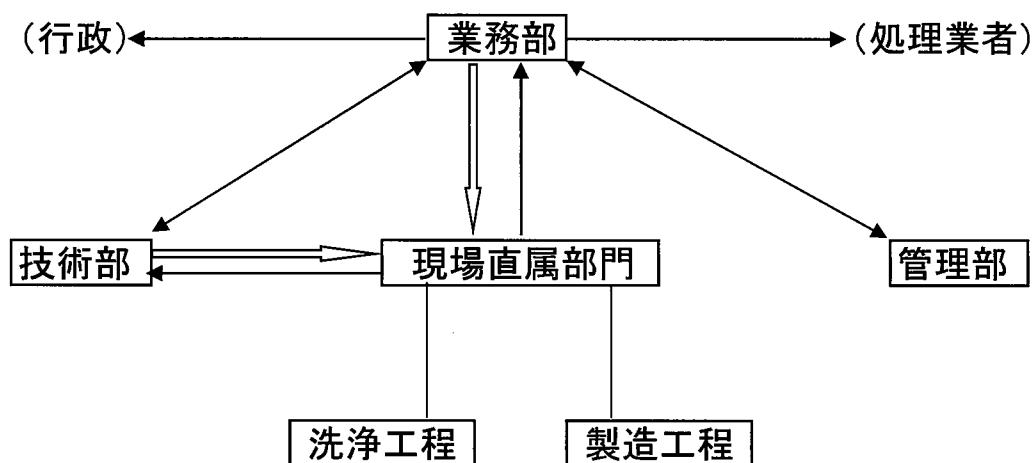 (行政)
業務部
(処理業者)
技術部
現場直属部門
管理部
洗浄工程
製造工程